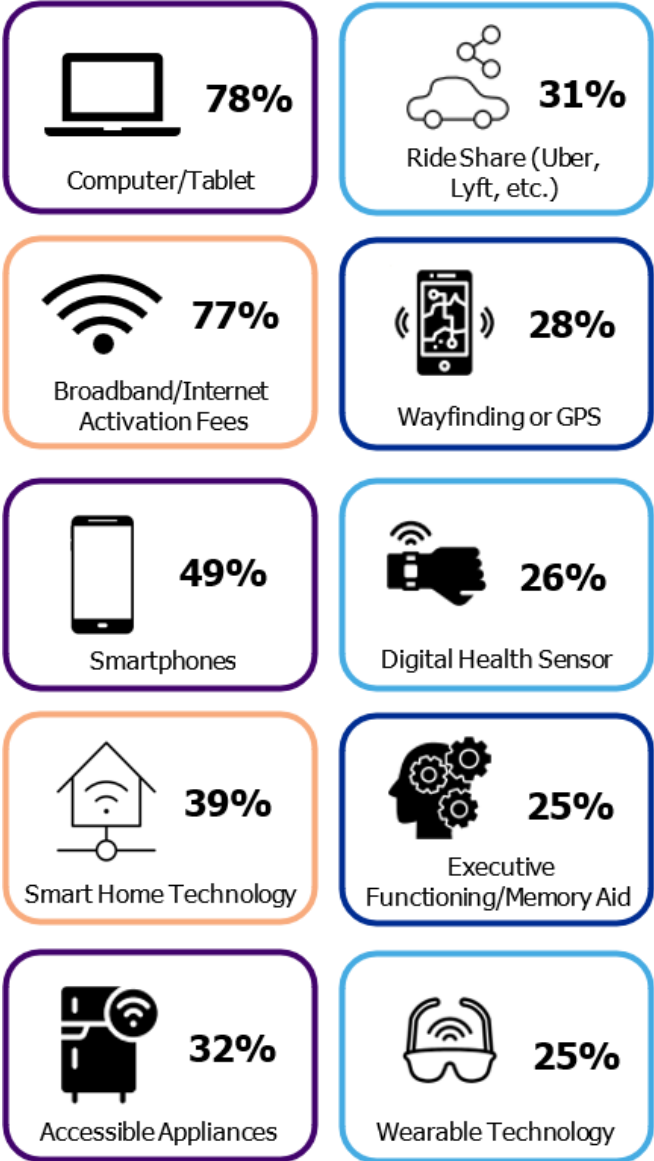 78%
Computer/Tablet
31%
Ride Share (Uber,
Lyft, etc.)
77%
Broadband/Internet
Activation Fees
28%
Wayfinding or GPS
49%
Smartphones
26%
Digital Health Sensor
39%
Smart Home Technology
25%
Executive
Functioning/Memory Aid
32%
Accessible Appliances
25%
Wearable Technology